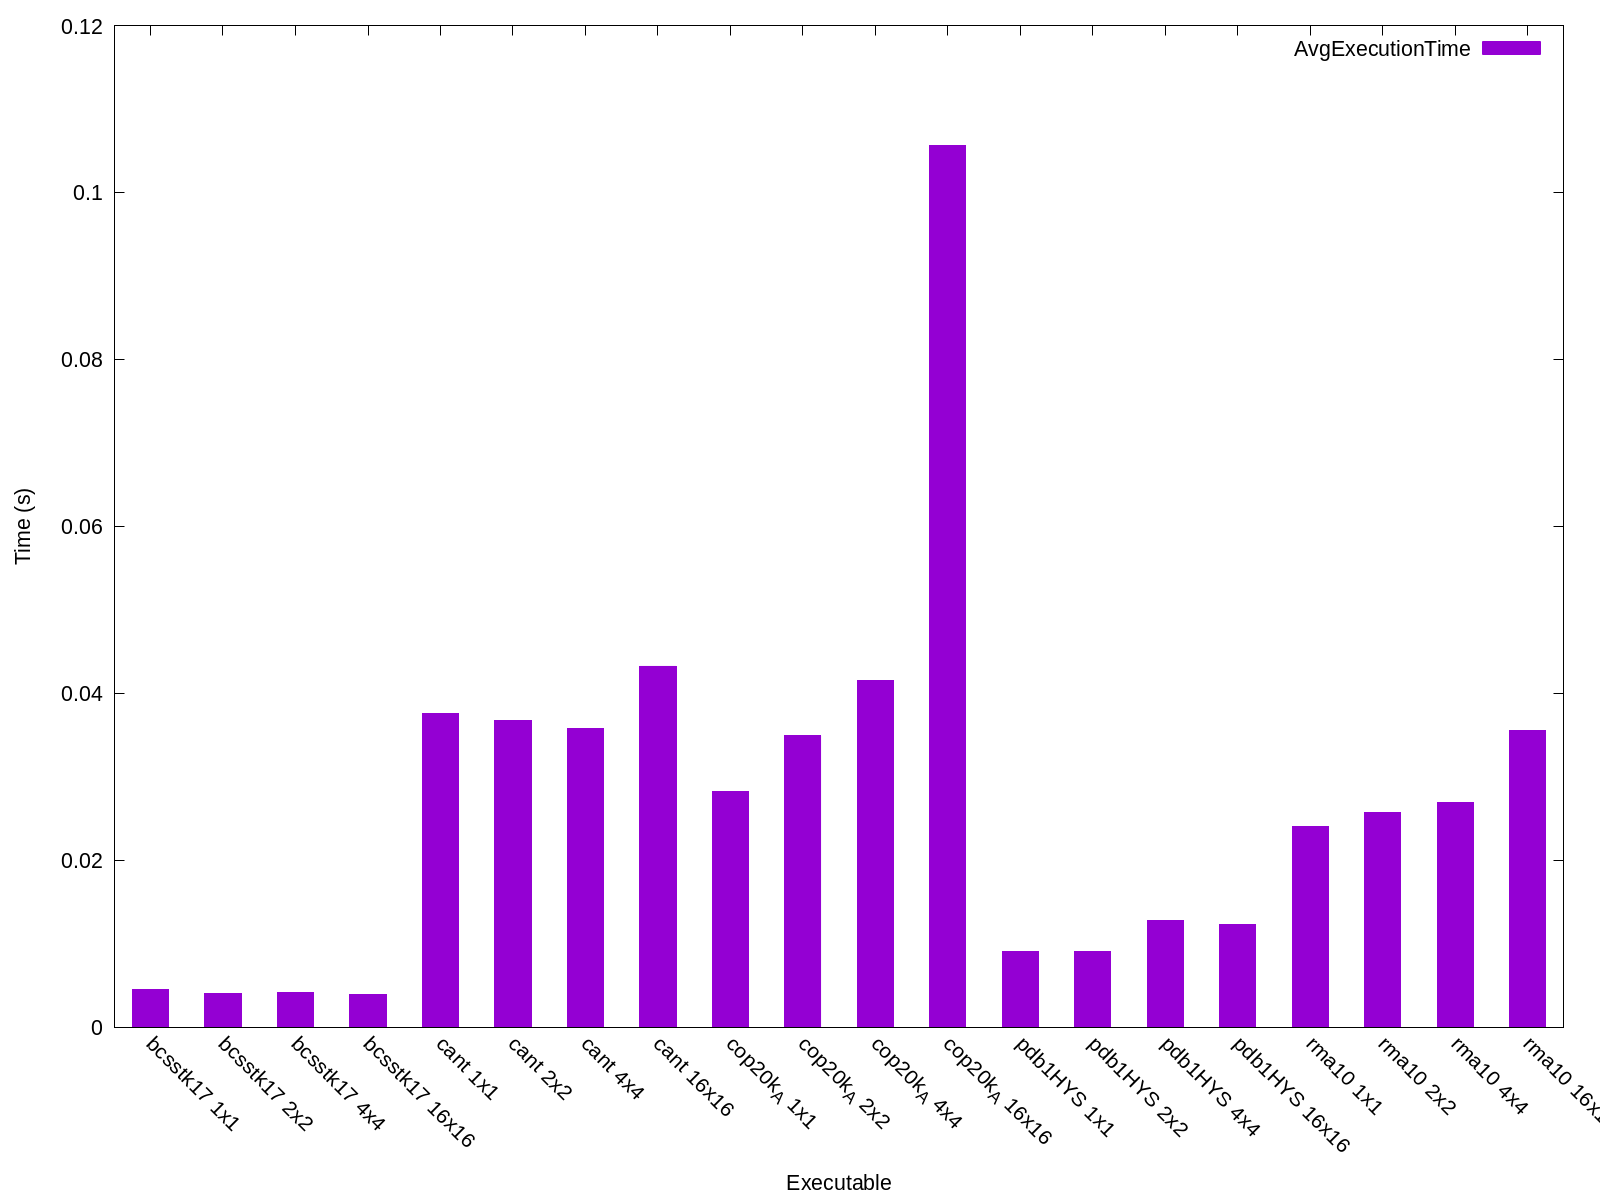 0.12
0.1
0.08
0.06
0.04
0.02
0
Time (s)
AvgExecutionTime
bcsstk17 1x1
bcsstk17 2x2
bcsstk17 4x4
bcsstk17 16x16
cant 1x1
cant 2x2
cant 4x4
cant 16x16
cop20kA 1x1
cop20kA 2x2
cop20kA 4x4
cop20kA 16x16
pdb1HYS 1x1
pdb1HYS 2x2
pdb1HYS 4x4
pdb1HYS 16x16
rma10 1x1
rma10 2x2
rma10 4x4
rma10
Executable